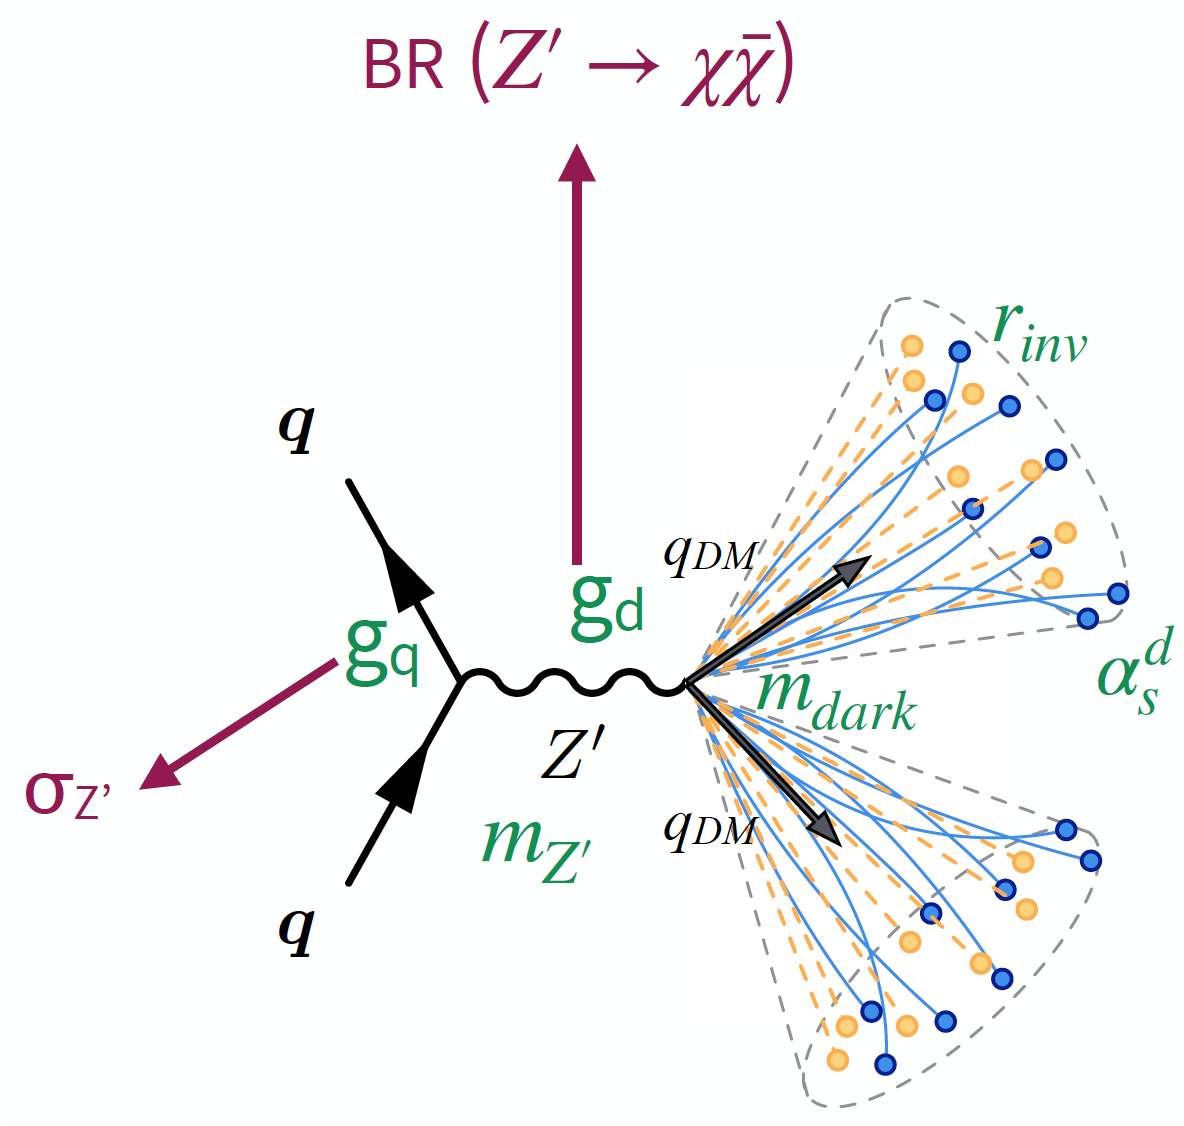 BR (Z′ → χχ̄)
r_inv
q
q_DM
g_d
g_q
α_s^d
m_dark
Z′
σ_Z’
q_DM
m_Z′
q